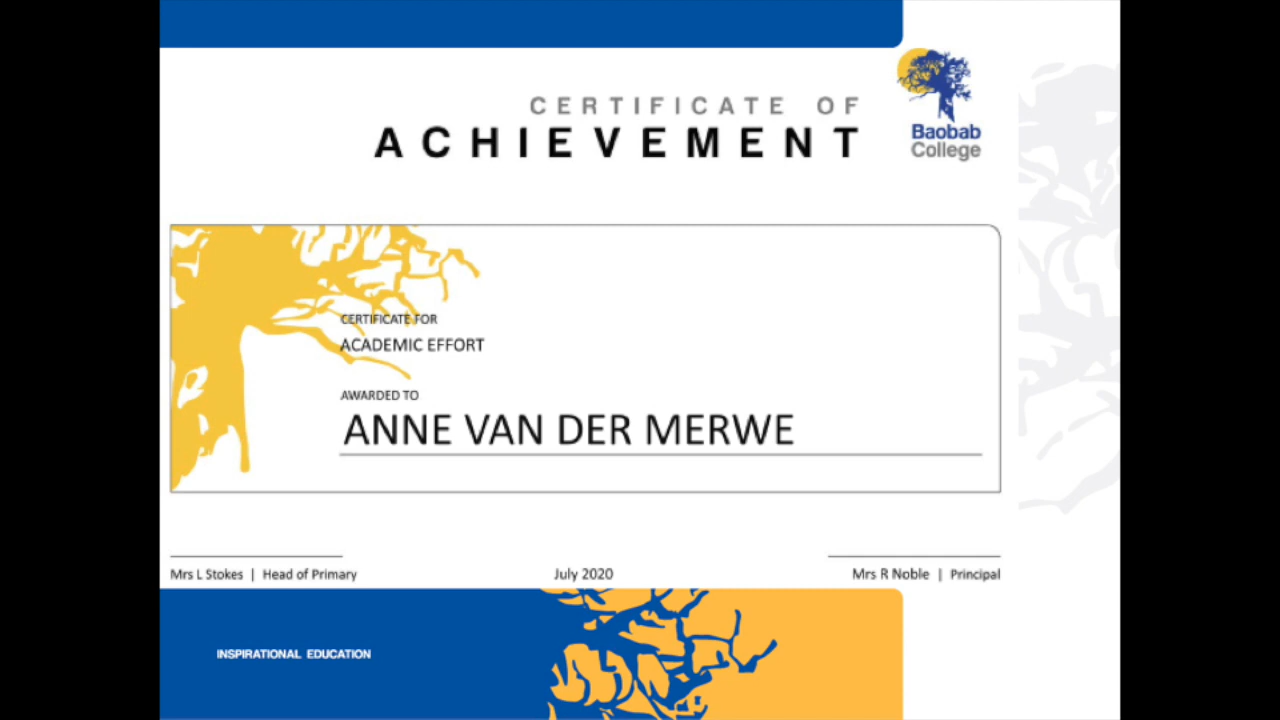 CERTIFICATE OF
ACHIEVEMENT
Baobab
College
CERTIFICATE FOR
ACADEMIC EFFORT
AWARDED TO
ANNE VAN DER MERWE
Mrs L Stokes | Head of Primary
July 2020
Mrs R Noble | Principal
INSPIRATIONAL EDUCATION